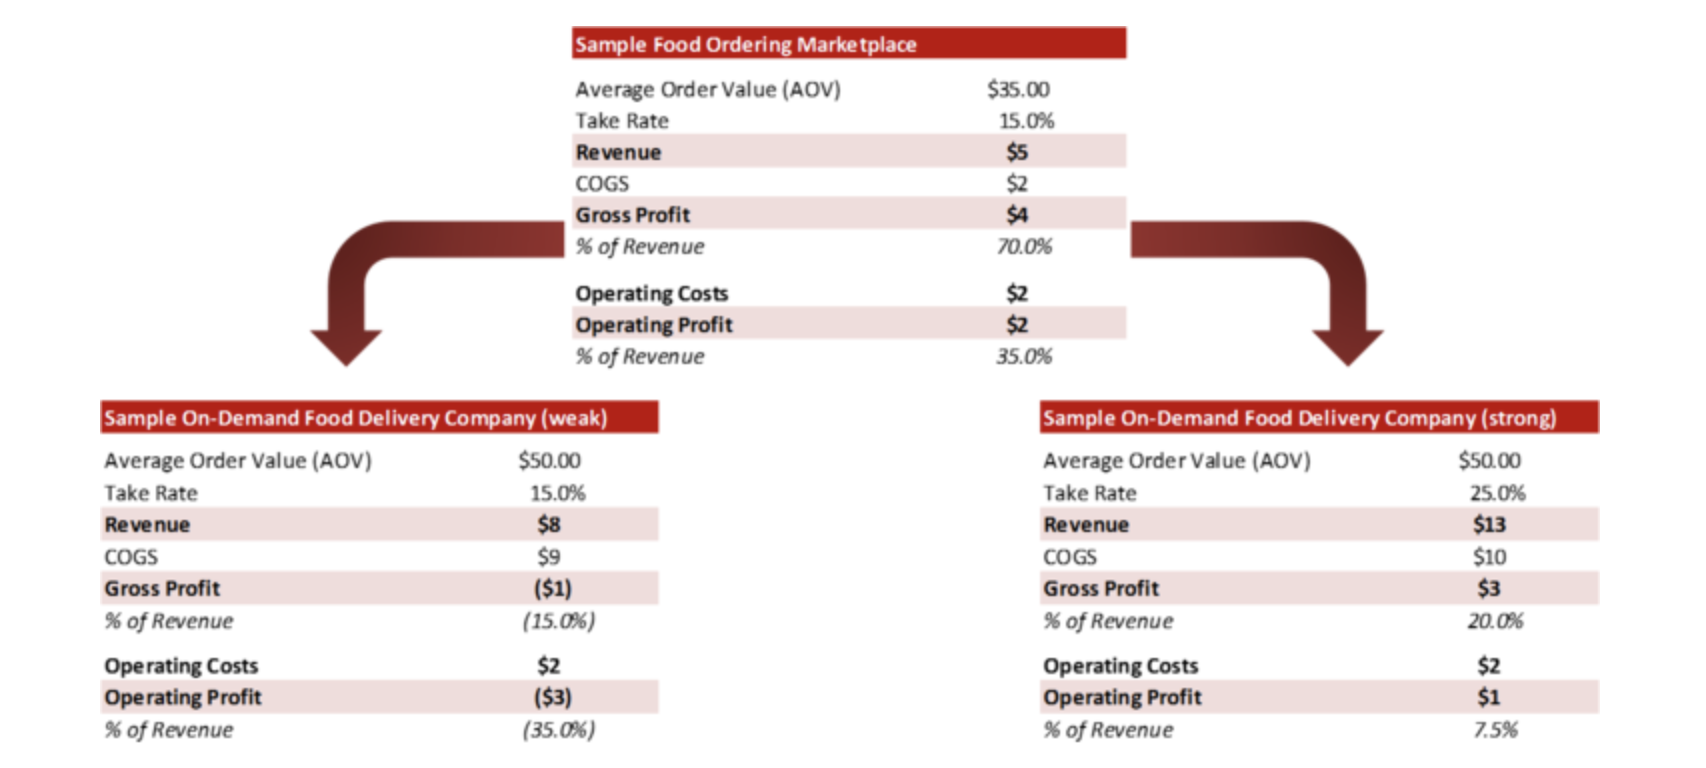 Sample Food Ordering Marketplace
Average Order Value (AOV) $35.00
Take Rate 15.0%
Revenue $5
COGS $2
Gross Profit $4
% of Revenue 70.0%
Operating Costs $2
Operating Profit $2
% of Revenue 35.0%
Sample On-Demand Food Delivery Company (weak)
Average Order Value (AOV) $50.00
Take Rate 15.0%
Revenue $8
COGS $9
Gross Profit ($1)
% of Revenue (15.0%)
Operating Costs $2
Operating Profit ($3)
% of Revenue (35.0%)
Sample On-Demand Food Delivery Company (strong)
Average Order Value (AOV) $50.00
Take Rate 25.0%
Revenue $13
COGS $10
Gross Profit $3
% of Revenue 20.0%
Operating Costs $2
Operating Profit $1
% of Revenue 7.5%